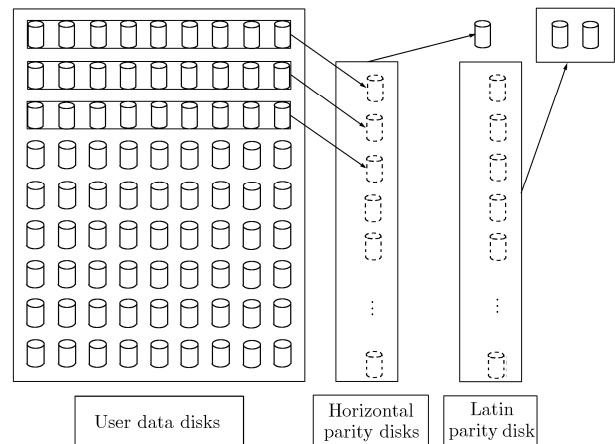 User data disks
Horizontal
parity disks
Latin
parity disk